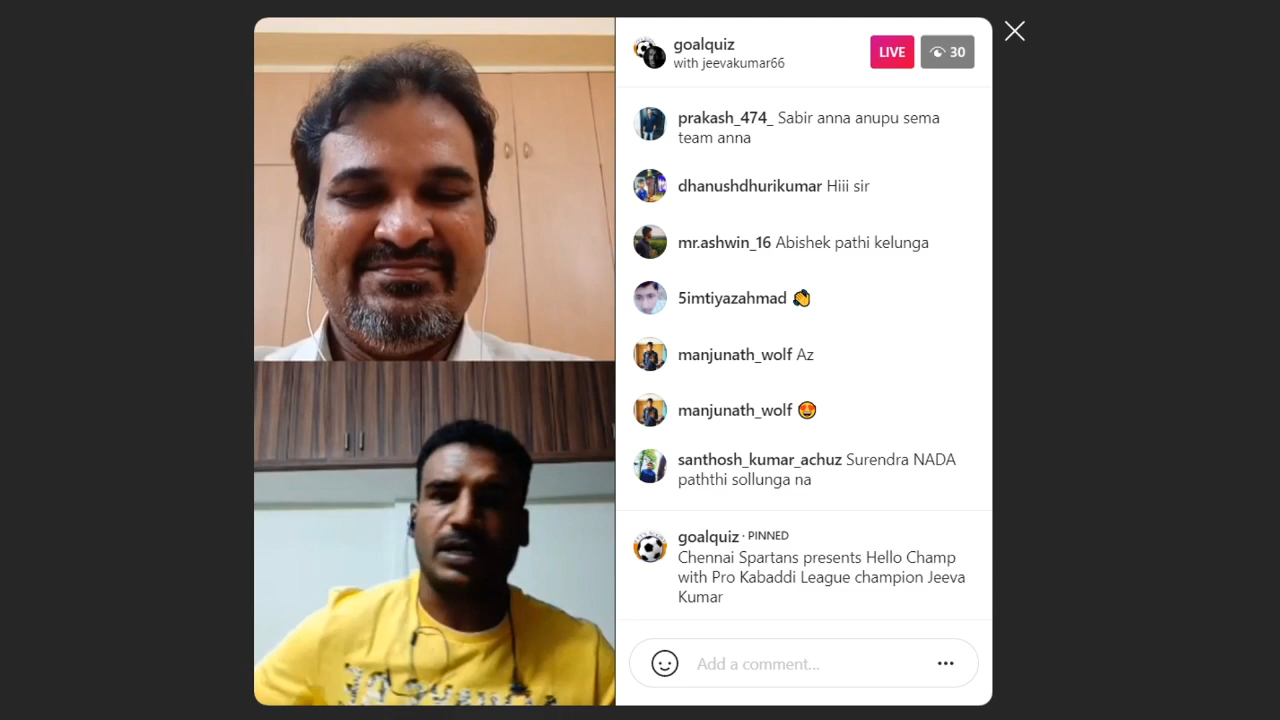 goalquiz
with jeevakumar66
LIVE
30
prakash_474_ Sabir anna anupu sema
team anna
dhanushdhurikumar Hiii sir
mr.ashwin_16 Abishek pathi kelunga
5imtiyazahmad 👏
manjunath_wolf Az
manjunath_wolf 😍
santhosh_kumar_achuz Surendra NADA
paththi sollunga na
goalquiz · PINNED
Chennai Spartans presents Hello Champ
with Pro Kabaddi League champion Jeeva
Kumar
Add a comment...